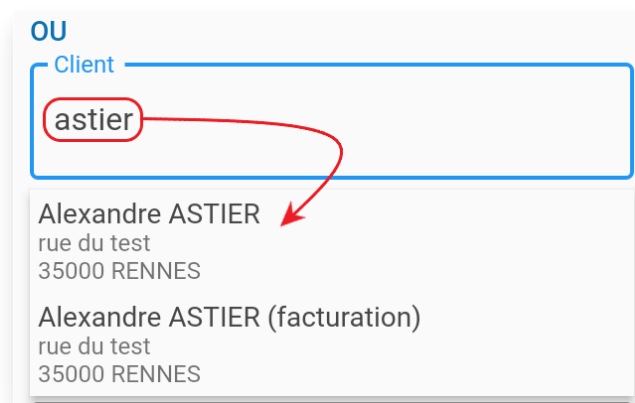 OU
Client
astier
Alexandre ASTIER
rue du test
35000 RENNES
Alexandre ASTIER (facturation)
rue du test
35000 RENNES